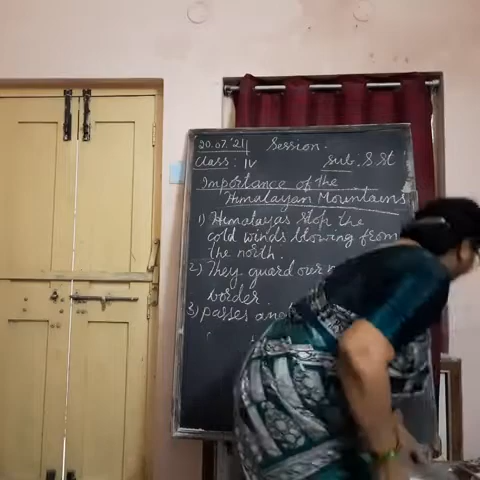 20.07.'21 Session.
Class: IV Sub. S.St
Importance of the
Himalayan Mountains
1) Himalayas stop the
cold winds blowing from
the north.
2) They guard our
border.
3) Passes and